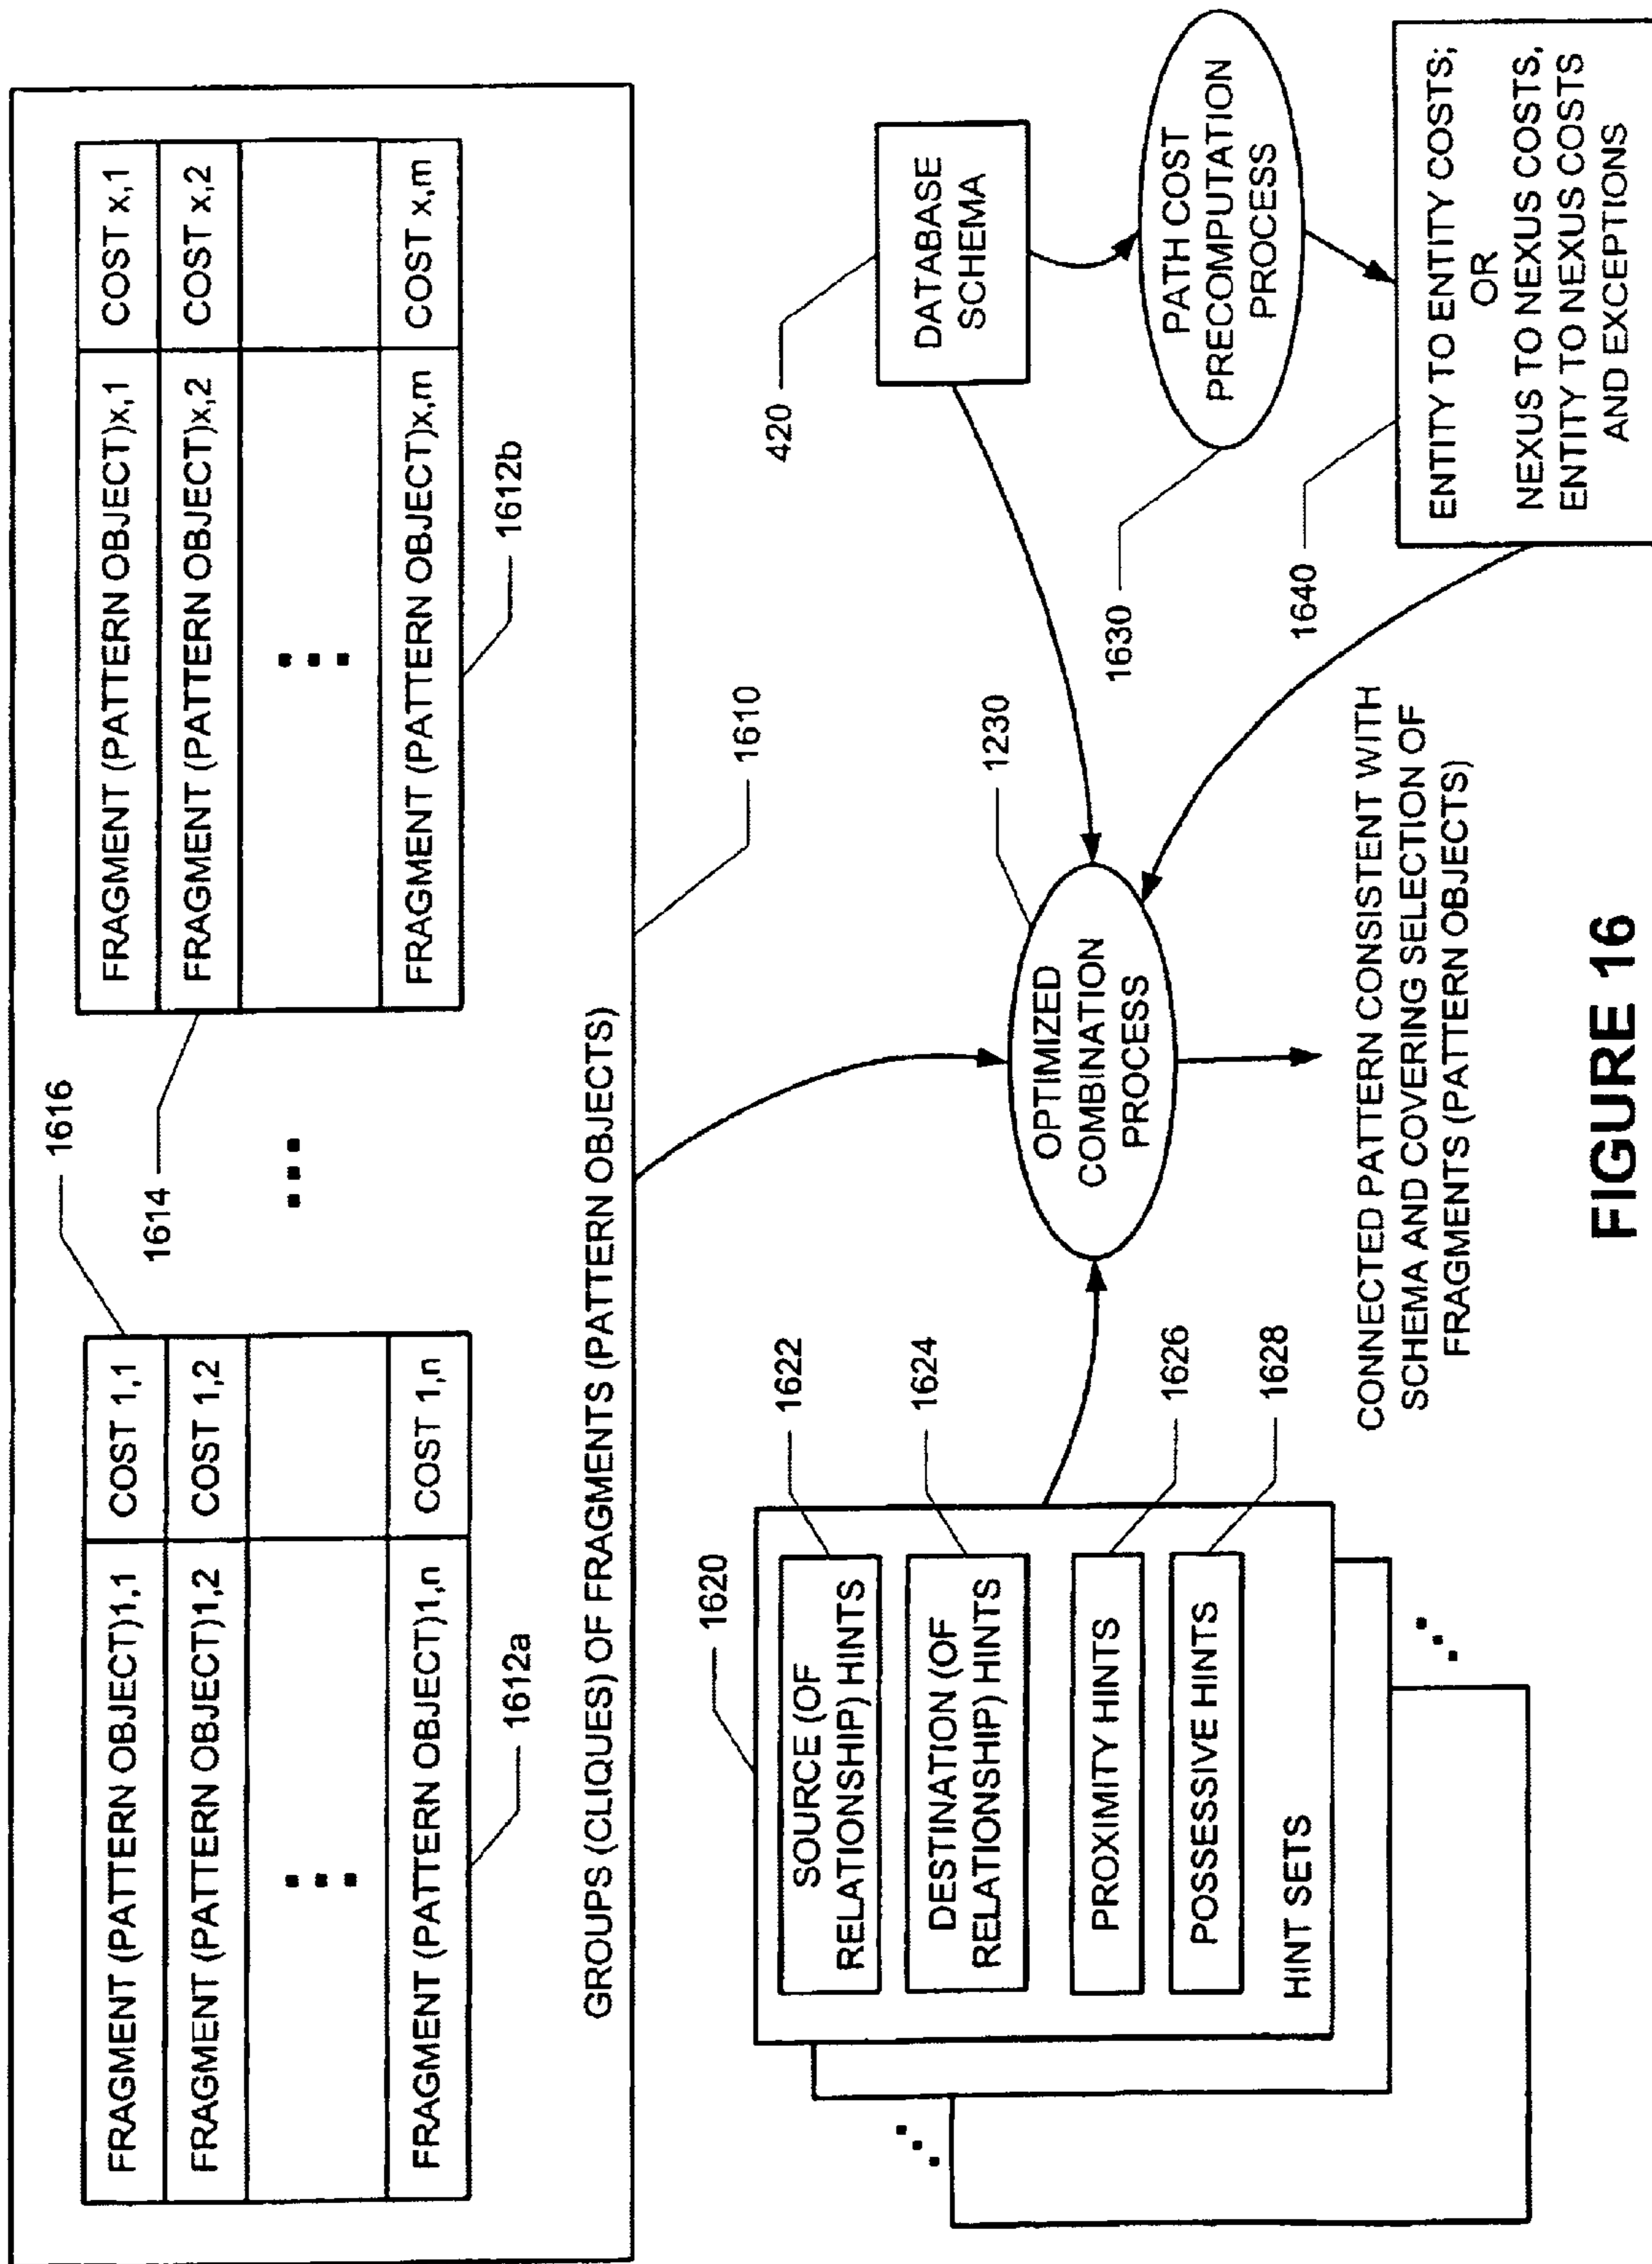 1616
FRAGMENT (PATTERN OBJECT)1,1 COST 1,1
FRAGMENT (PATTERN OBJECT)1,2 COST 1,2
FRAGMENT (PATTERN OBJECT)1,n COST 1,n
1612a
1614
FRAGMENT (PATTERN OBJECT)x,1 COST x,1
FRAGMENT (PATTERN OBJECT)x,2 COST x,2
FRAGMENT (PATTERN OBJECT)x,m COST x,m
1612b
GROUPS (CLIQUES) OF FRAGMENTS (PATTERN OBJECTS)
1610
1620
SOURCE (OF
RELATIONSHIP) HINTS
1622
DESTINATION (OF
RELATIONSHIP) HINTS
1624
PROXIMITY HINTS
1626
POSSESSIVE HINTS
1628
HINT SETS
OPTIMIZED
COMBINATION
PROCESS
1230
420
DATABASE
SCHEMA
PATH COST
PRECOMPUTATION
PROCESS
1630
1640
ENTITY TO ENTITY COSTS;
OR
NEXUS TO NEXUS COSTS,
ENTITY TO NEXUS COSTS
AND EXCEPTIONS
CONNECTED PATTERN CONSISTENT WITH
SCHEMA AND COVERING SELECTION OF
FRAGMENTS (PATTERN OBJECTS)
FIGURE 16